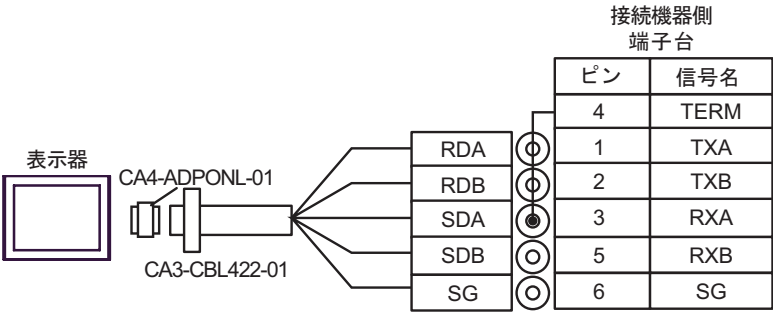 接続機器側
端子台
ピン 信号名
4 TERM
表示器
CA4-ADPONL-01
CA3-CBL422-01
RDA 1 TXA
RDB 2 TXB
SDA 3 RXA
SDB 5 RXB
SG 6 SG